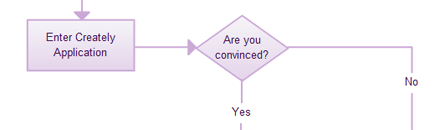 Enter Creately
Application
Are you
convinced?
No
Yes